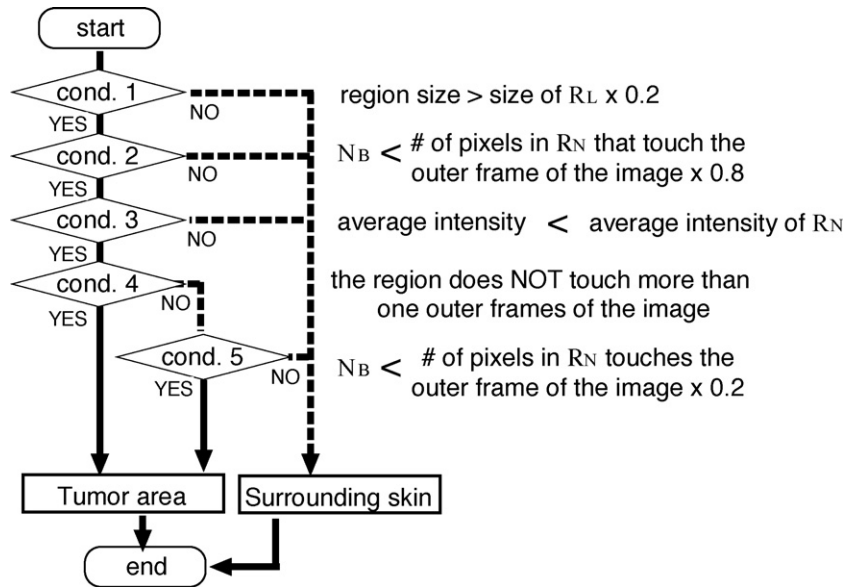 start
cond. 1
NO
YES
region size > size of RL x 0.2
cond. 2
NO
YES
NB < # of pixels in RN that touch the
outer frame of the image x 0.8
cond. 3
NO
YES
average intensity < average intensity of RN
cond. 4
NO
YES
the region does NOT touch more than
one outer frames of the image
cond. 5
NO
YES
NB < # of pixels in RN touches the
outer frame of the image x 0.2
Tumor area
Surrounding skin
end